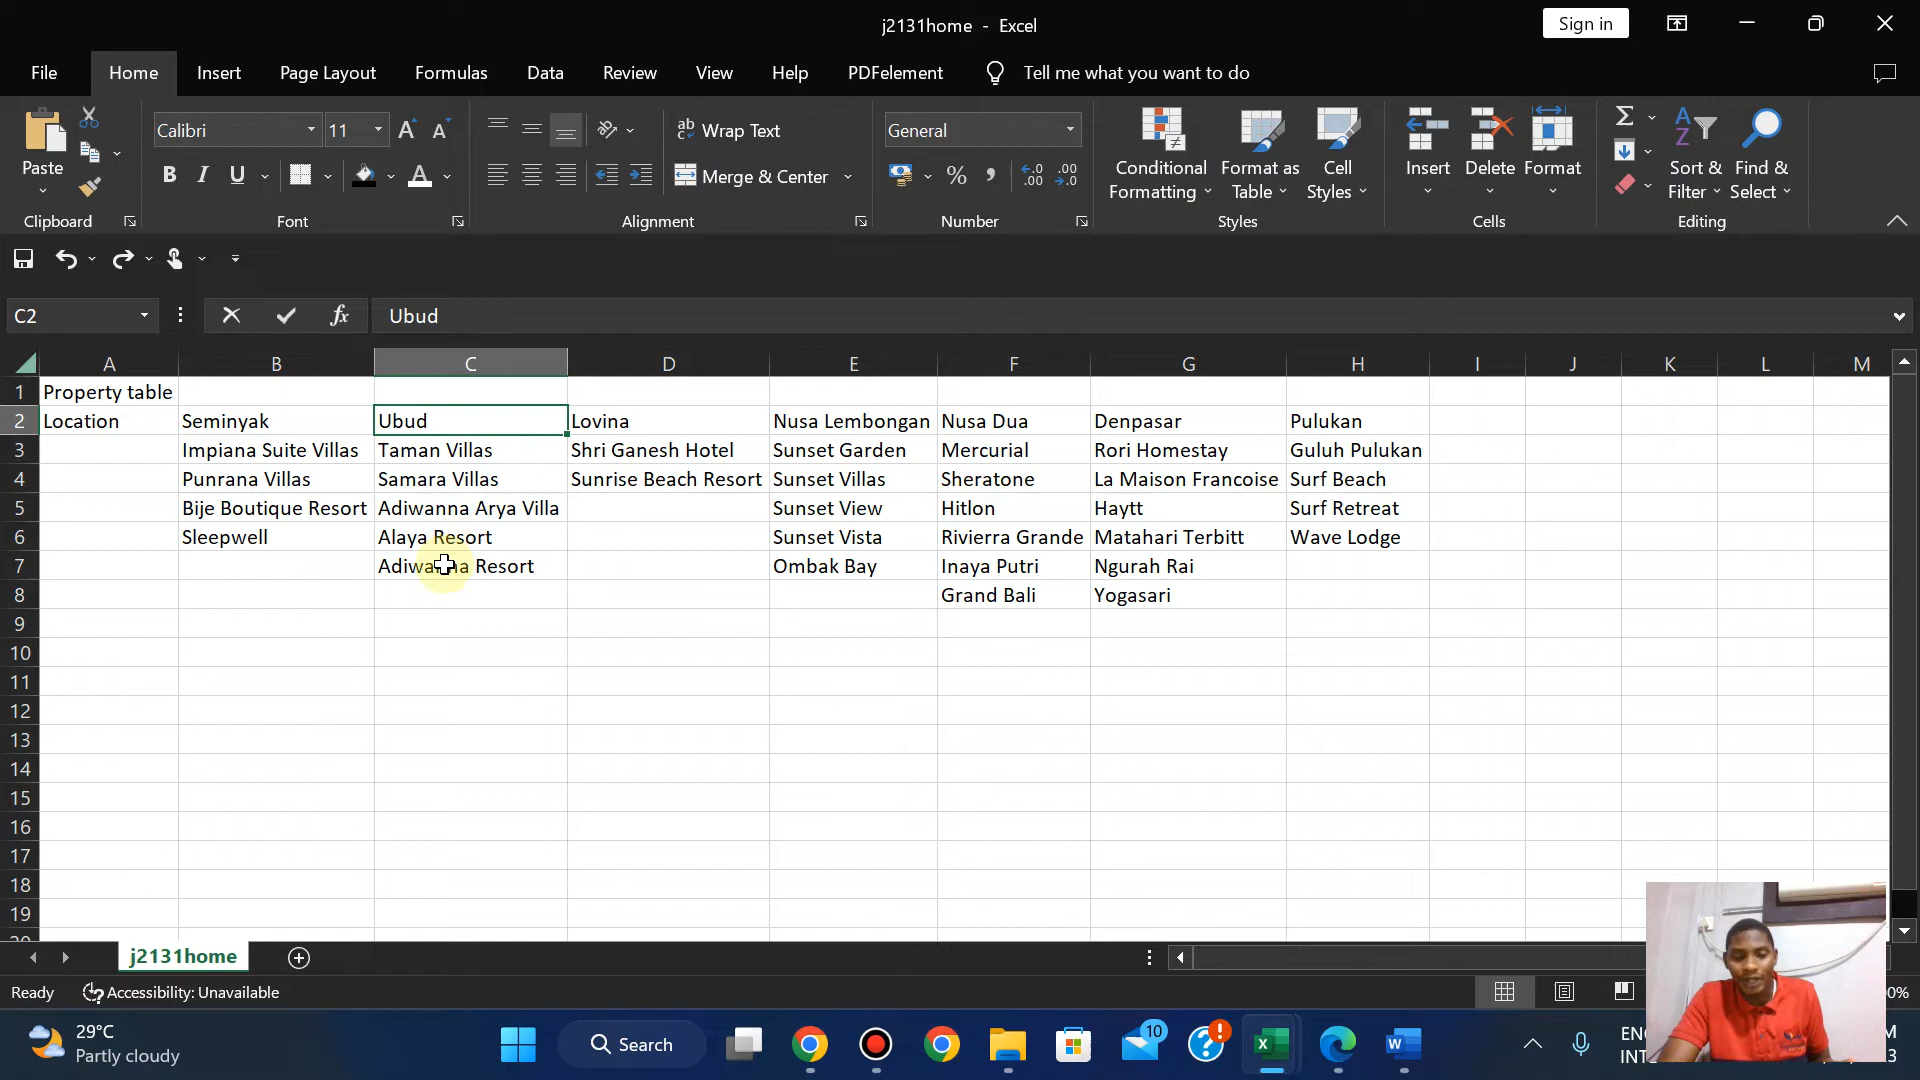 j2131home - Excel
Sign in
File Home Insert Page Layout Formulas Data Review View Help PDFelement Tell me what you want to do
Paste Calibri 11 Wrap Text General Conditional Formatting Format as Table Cell Styles Insert Delete Format Sort & Filter Find & Select
B I U Merge & Center
Clipboard Font Alignment Number Styles Cells Editing
C2 fx Ubud
A B C D E F G H I J K L M
1 Property table
2 Location Seminyak Ubud Lovina Nusa Lembongan Nusa Dua Denpasar Pulukan
3 Impiana Suite Villas Taman Villas Shri Ganesh Hotel Sunset Garden Mercurial Rori Homestay Guluh Pulukan
4 Punrana Villas Samara Villas Sunrise Beach Resort Sunset Villas Sheratone La Maison Francoise Surf Beach
5 Bije Boutique Resort Adiwanna Arya Villa Sunset View Hitlon Haytt Surf Retreat
6 Sleepwell Alaya Resort Sunset Vista Rivierra Grande Matahari Terbitt Wave Lodge
7 Adiwanna Resort Ombak Bay Inaya Putri Ngurah Rai
8 Grand Bali Yogasari
9
10
11
12
13
14
15
16
17
18
19
j2131home
Ready Accessibility: Unavailable
29°C
Partly cloudy
Search
10